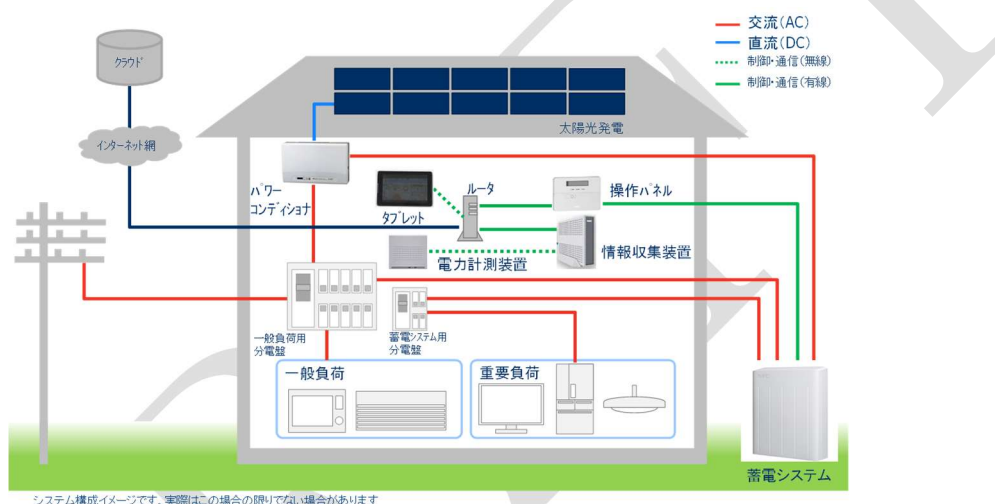 交流(AC)
直流(DC)
制御・通信(無線)
制御・通信(有線)
クラウド
太陽光発電
インターネット網
パワー
コンディショナ
タブレット
ルータ
操作パネル
電力計測装置
情報収集装置
一般負荷用
分電盤
蓄電システム用
分電盤
一般負荷
重要負荷
蓄電システム
システム構成イメージです。実際はこの場合の限りでない場合があります